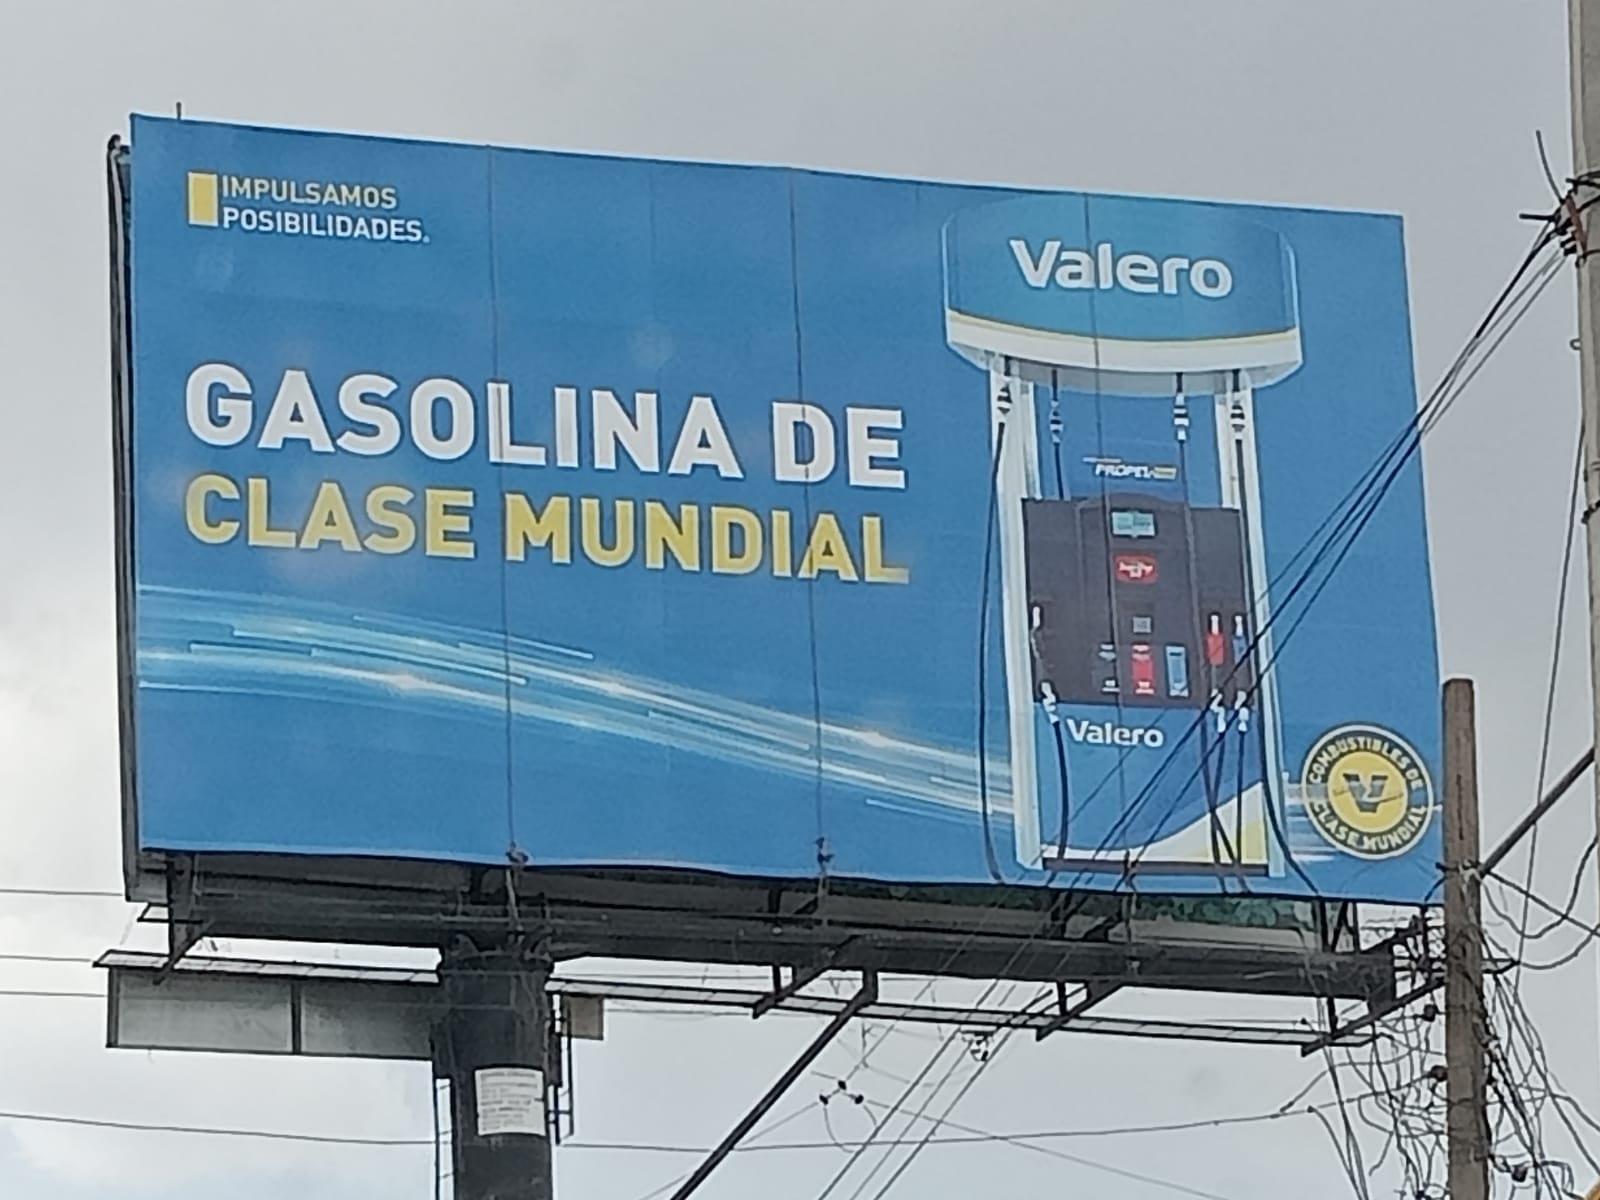 IMPULSAMOS
POSIBILIDADES.
Valero
GASOLINA DE
CLASE MUNDIAL
PROPEL
Valero
COMBUSTIBLES DE
CLASE MUNDIAL